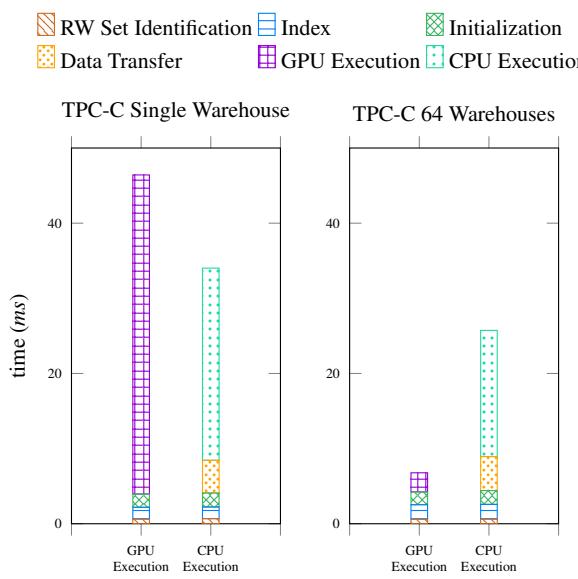 RW Set Identification Index Initialization
Data Transfer GPU Execution CPU Execution
TPC-C Single Warehouse
TPC-C 64 Warehouses
time (ms)
40
20
0
40
20
0
GPU Execution
CPU Execution
GPU Execution
CPU Execution